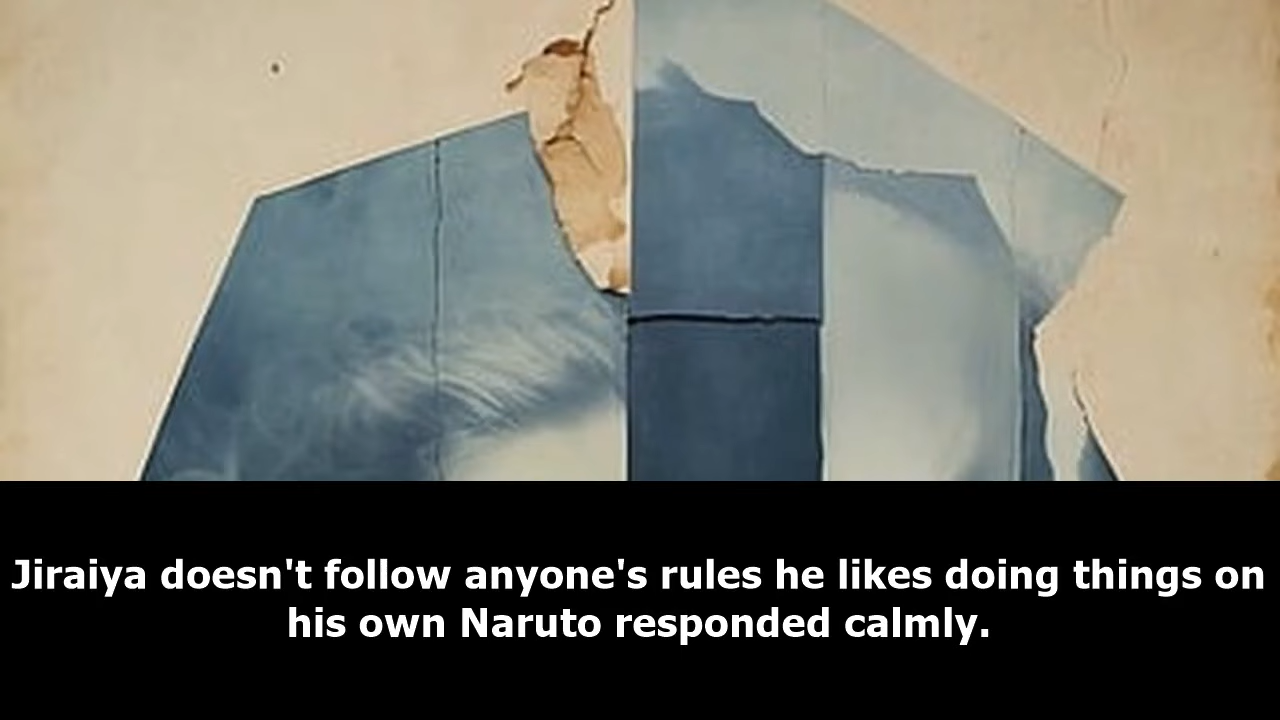 Jiraiya doesn't follow anyone's rules he likes doing things on
his own Naruto responded calmly.